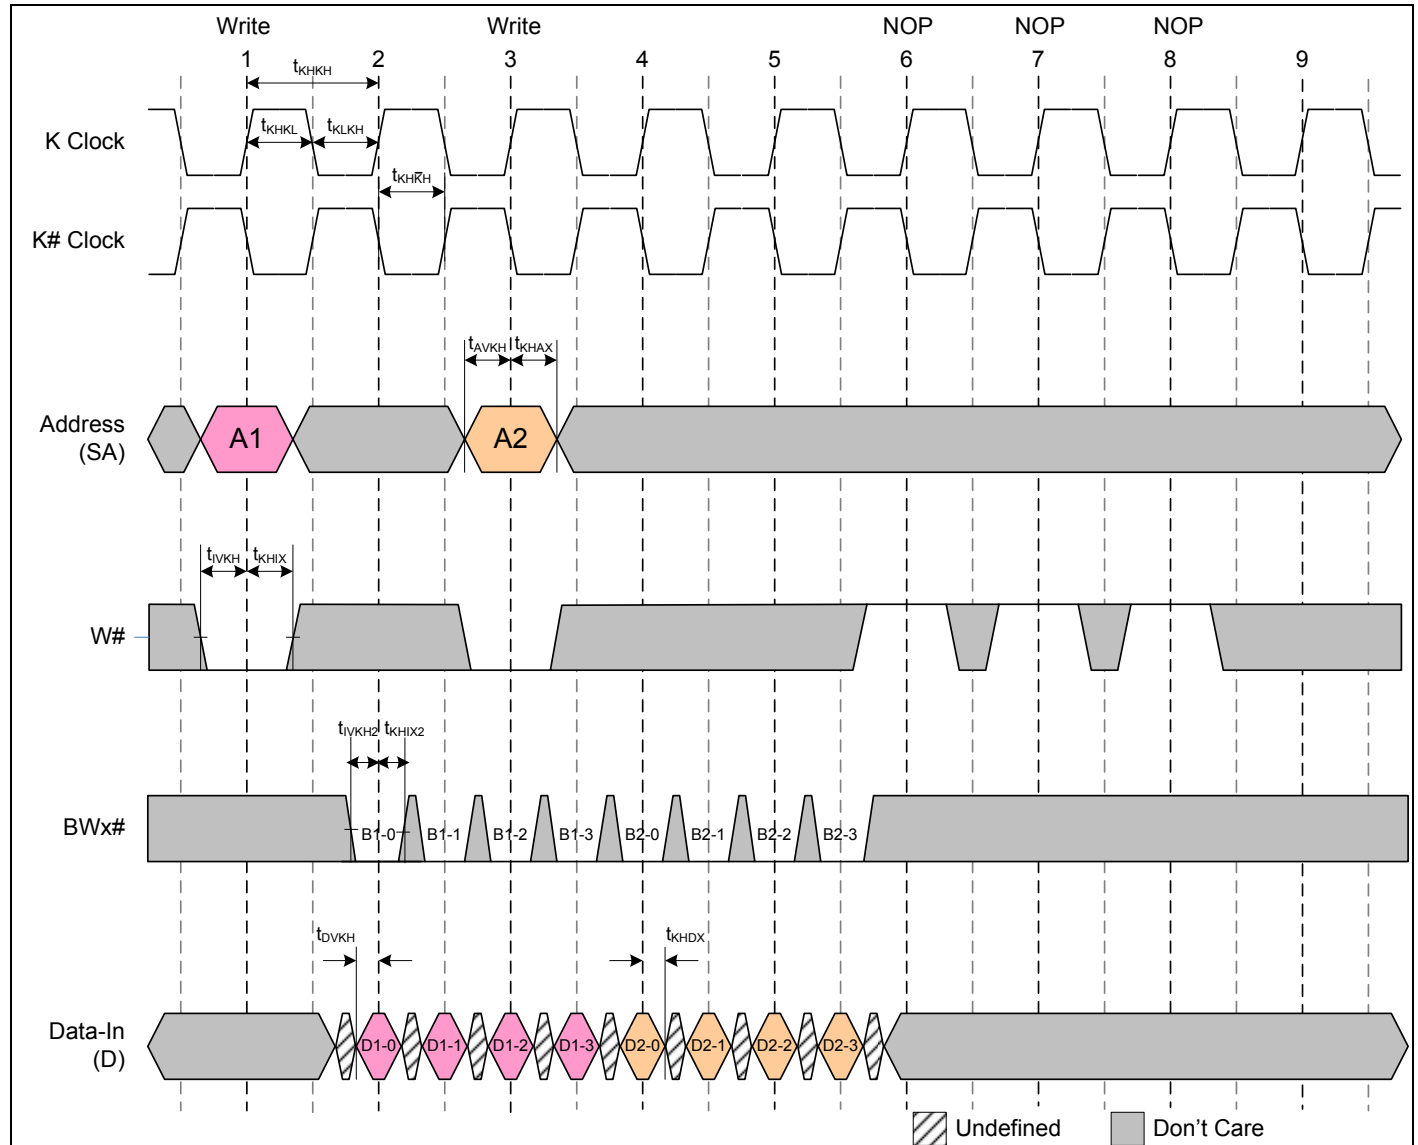 Write Write NOP NOP NOP
1 2 3 4 5 6 7 8 9
tKHKH
K Clock
tKHKL tKLKH
tKHK̅H
K# Clock
tAVKH tKHAX
Address
(SA)
A1 A2
tIVKH tKHIX
W#
tIVKH2 tKHIX2
BWx#
B1-0 B1-1 B1-2 B1-3 B2-0 B2-1 B2-2 B2-3
tDVKH tKHDX
Data-In
(D)
D1-0 D1-1 D1-2 D1-3 D2-0 D2-1 D2-2 D2-3
Undefined Don't Care